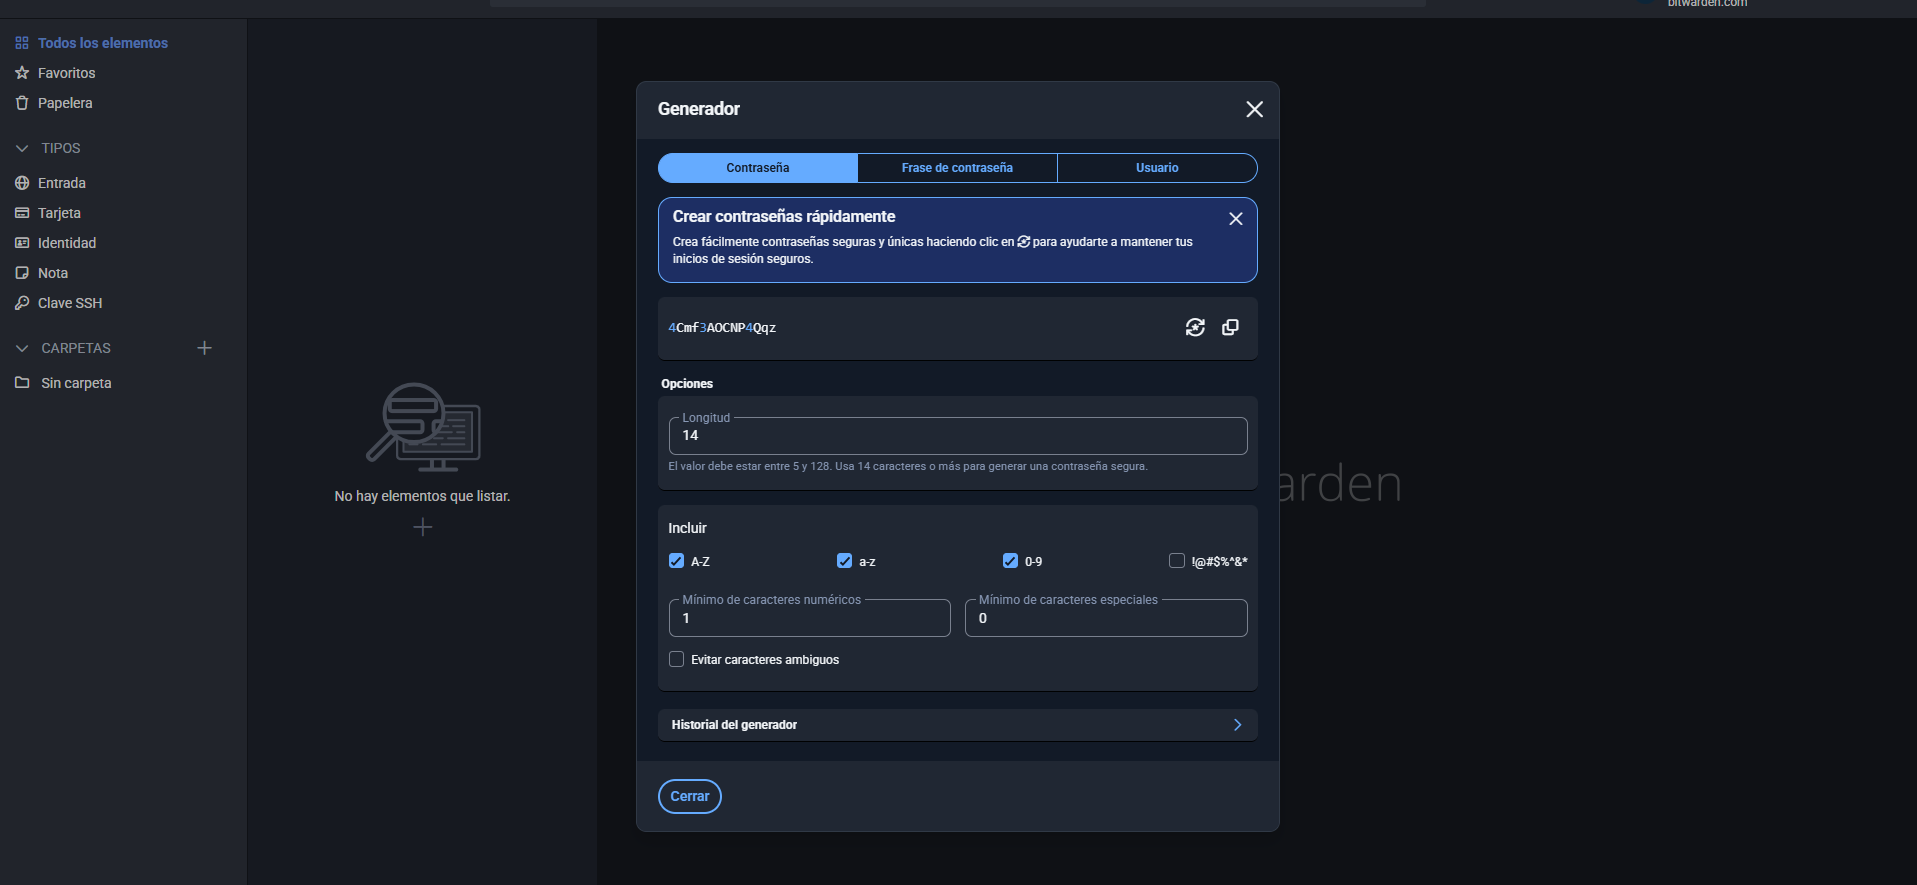 bitwarden.com
Todos los elementos
Favoritos
Papelera
TIPOS
Entrada
Tarjeta
Identidad
Nota
Clave SSH
CARPETAS
Sin carpeta
No hay elementos que listar.
Generador
Contraseña
Frase de contraseña
Usuario
Crear contraseñas rápidamente
Crea fácilmente contraseñas seguras y únicas haciendo clic en para ayudarte a mantener tus
inicios de sesión seguros.
4Cmf3AOCNP4Qqz
Opciones
Longitud
14
El valor debe estar entre 5 y 128. Usa 14 caracteres o más para generar una contraseña segura.
Incluir
A-Z
a-z
0-9
!@#$%^&*
Mínimo de caracteres numéricos
1
Mínimo de caracteres especiales
0
Evitar caracteres ambiguos
Historial del generador
Cerrar
arden